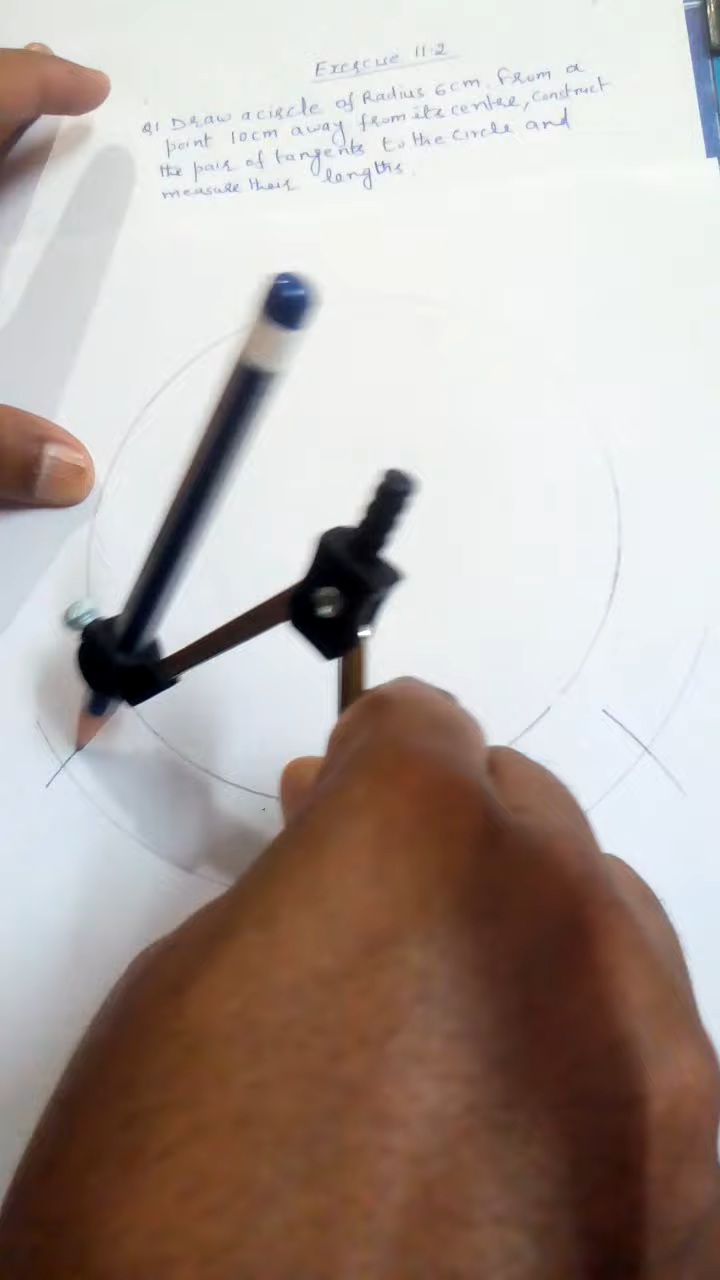 Exercise 11.2
Q1 Draw a circle of Radius 6cm. From a
point 10cm away from its centre, construct
the pair of tangents to the circle and
measure their lengths.